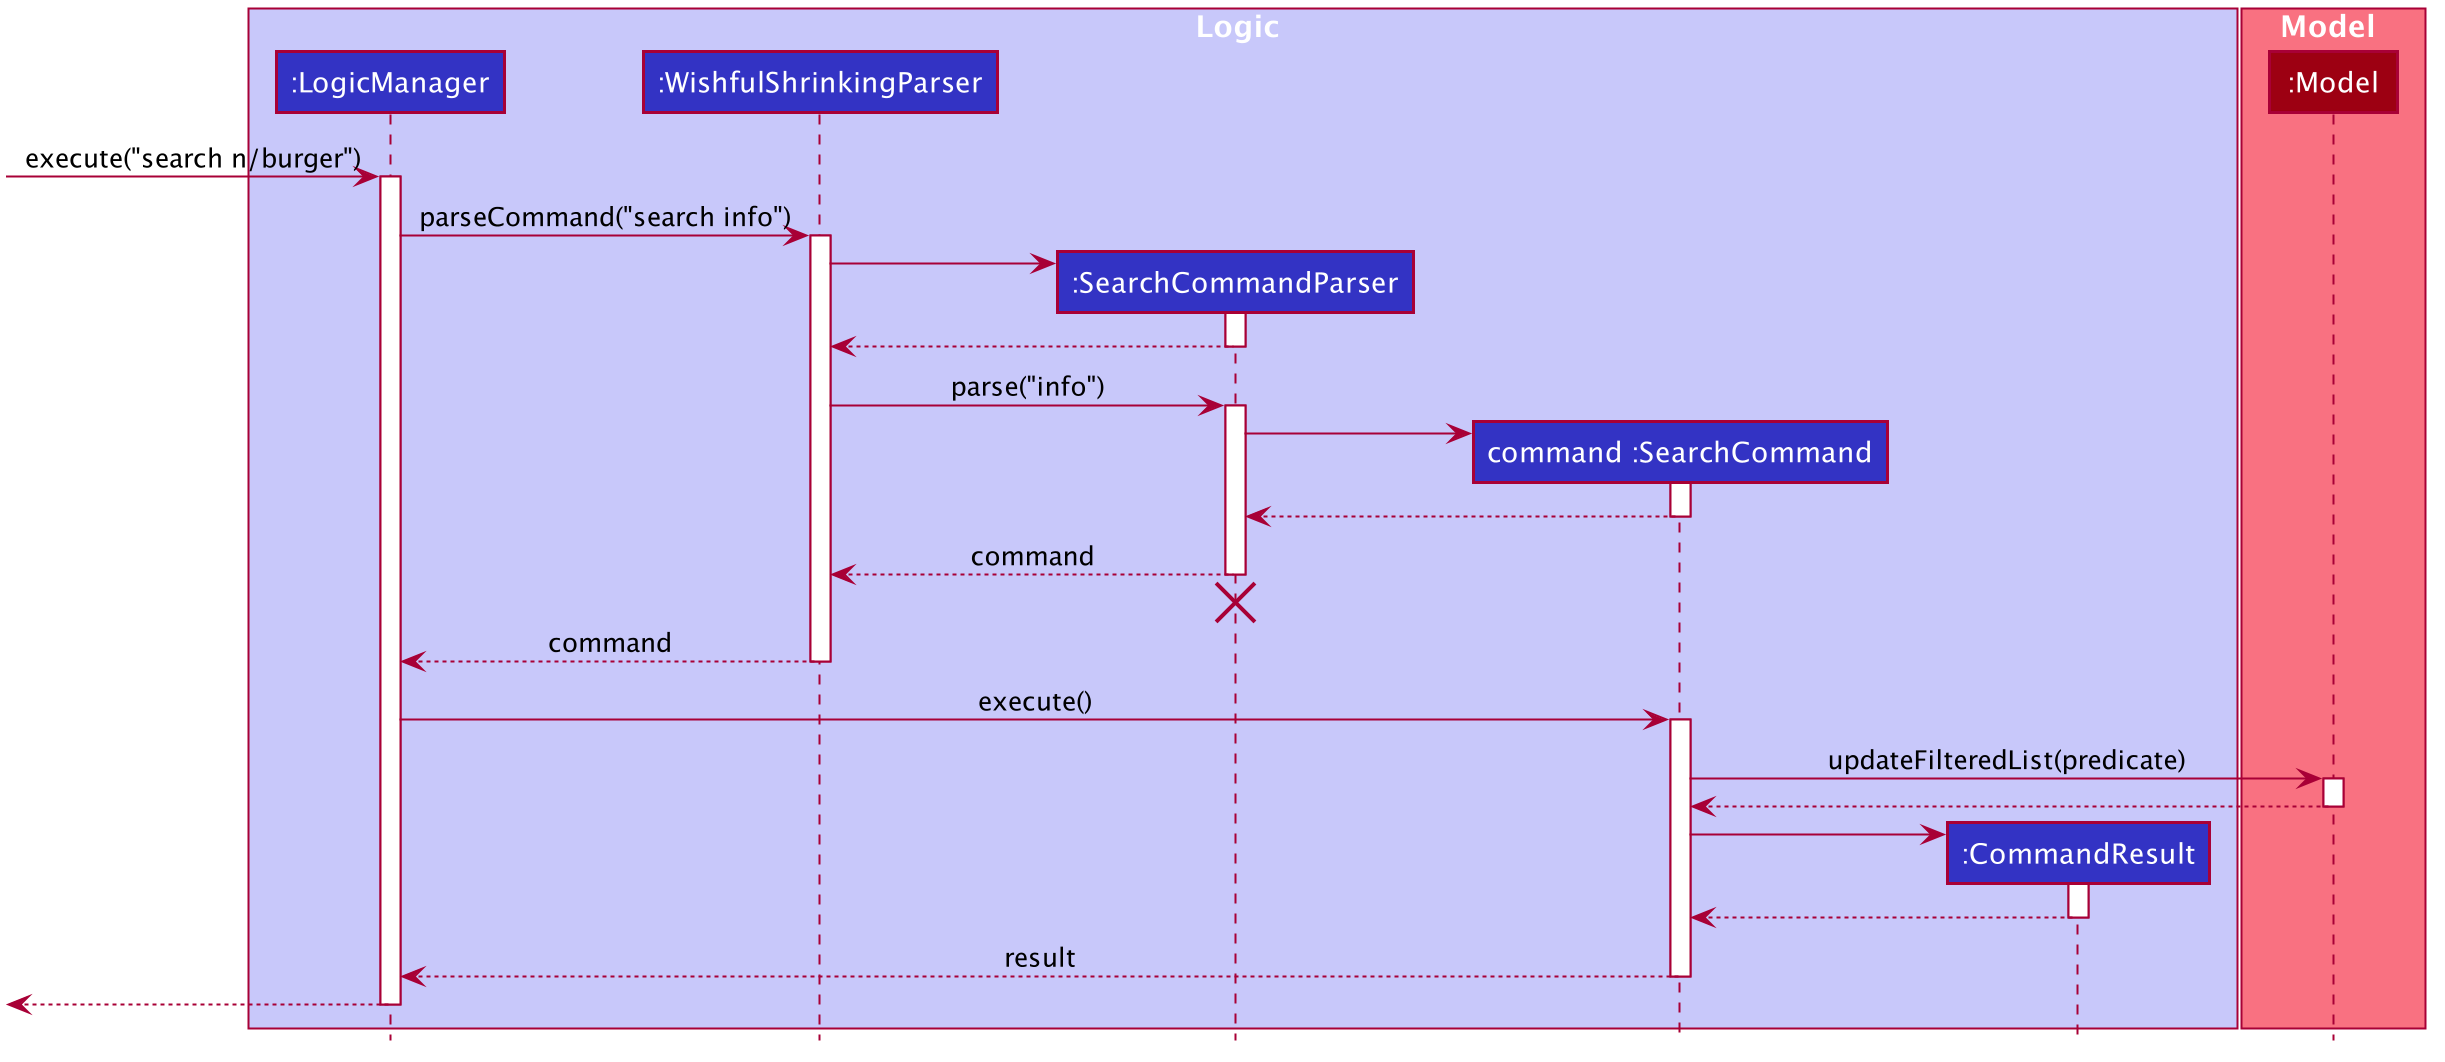 Logic
Model
:LogicManager
:WishfulShrinkingParser
:Model
execute("search n/burger")
parseCommand("search info")
:SearchCommandParser
parse("info")
command :SearchCommand
command
command
execute()
updateFilteredList(predicate)
:CommandResult
result